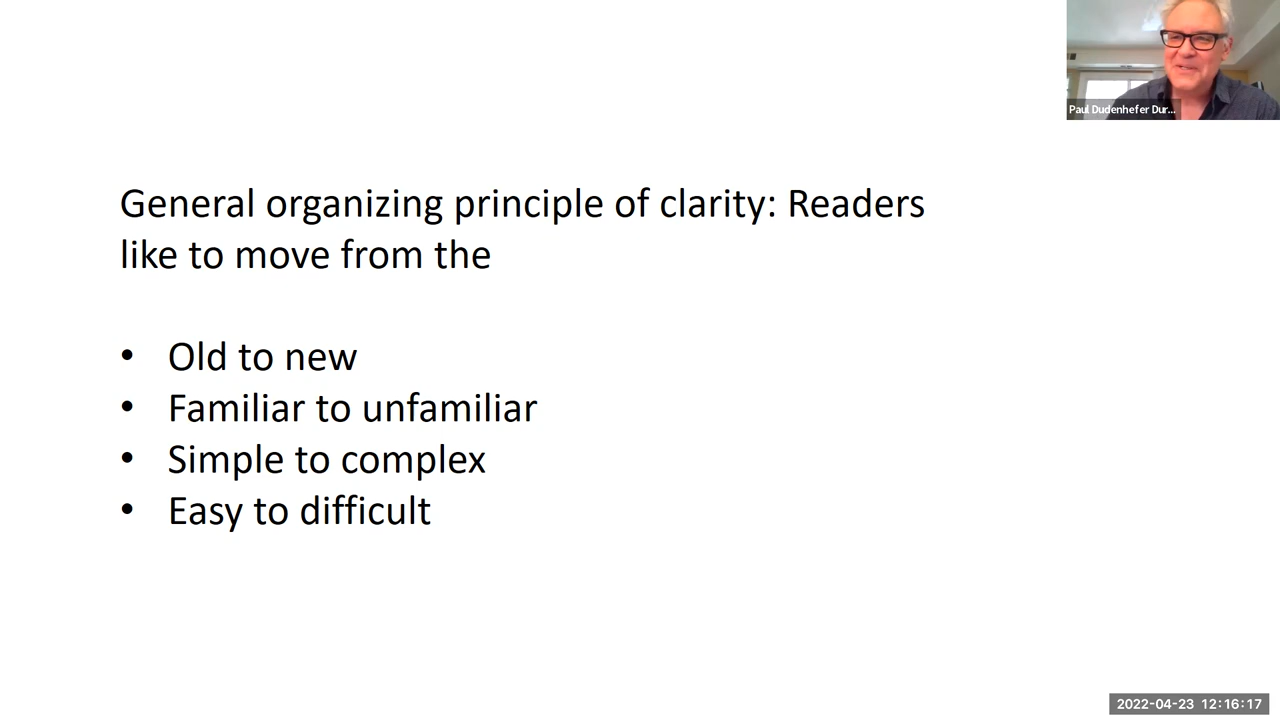 Paul Dudenhefer Dur...
General organizing principle of clarity: Readers
like to move from the
• Old to new
• Familiar to unfamiliar
• Simple to complex
• Easy to difficult
2022-04-23 12:16:17